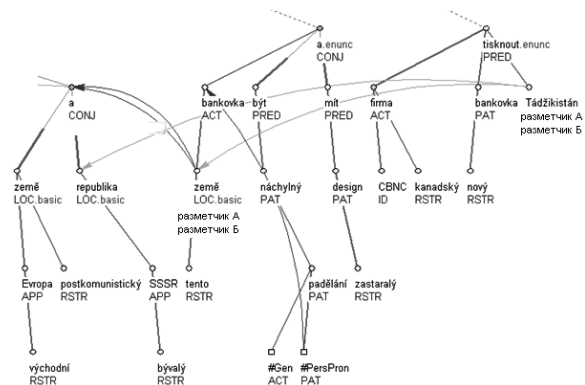 a.enunc
CONJ
tisknout.enunc
PRED
a
CONJ
bankovka
ACT
být
PRED
mít
PRED
firma
ACT
bankovka
PAT
Tádžikistán
разметчик А
разметчик Б
země
LOC.basic
republika
LOC.basic
země
LOC.basic
разметчик А
разметчик Б
náchylný
PAT
design
PAT
CBNC
ID
kanadský
RSTR
nový
RSTR
Evropa
APP
postkomunistický
RSTR
SSSR
APP
tento
RSTR
padělání
PAT
zastaralý
RSTR
východní
RSTR
bývalý
RSTR
#Gen
ACT
#PersPron
PAT